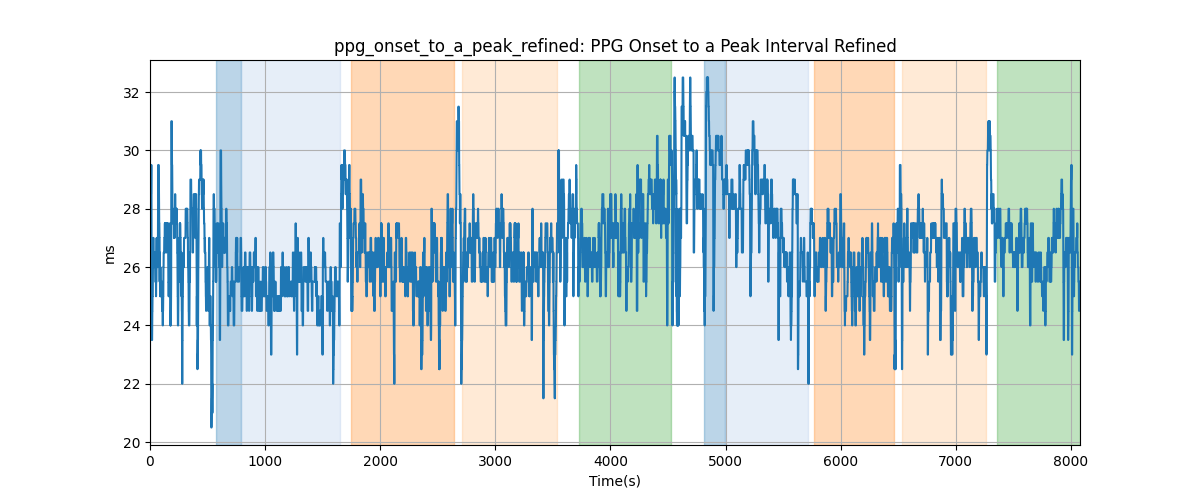 ppg_onset_to_a_peak_refined: PPG Onset to a Peak Interval Refined
32
30
28
26
24
22
20
ms
0 1000 2000 3000 4000 5000 6000 7000 8000
Time(s)